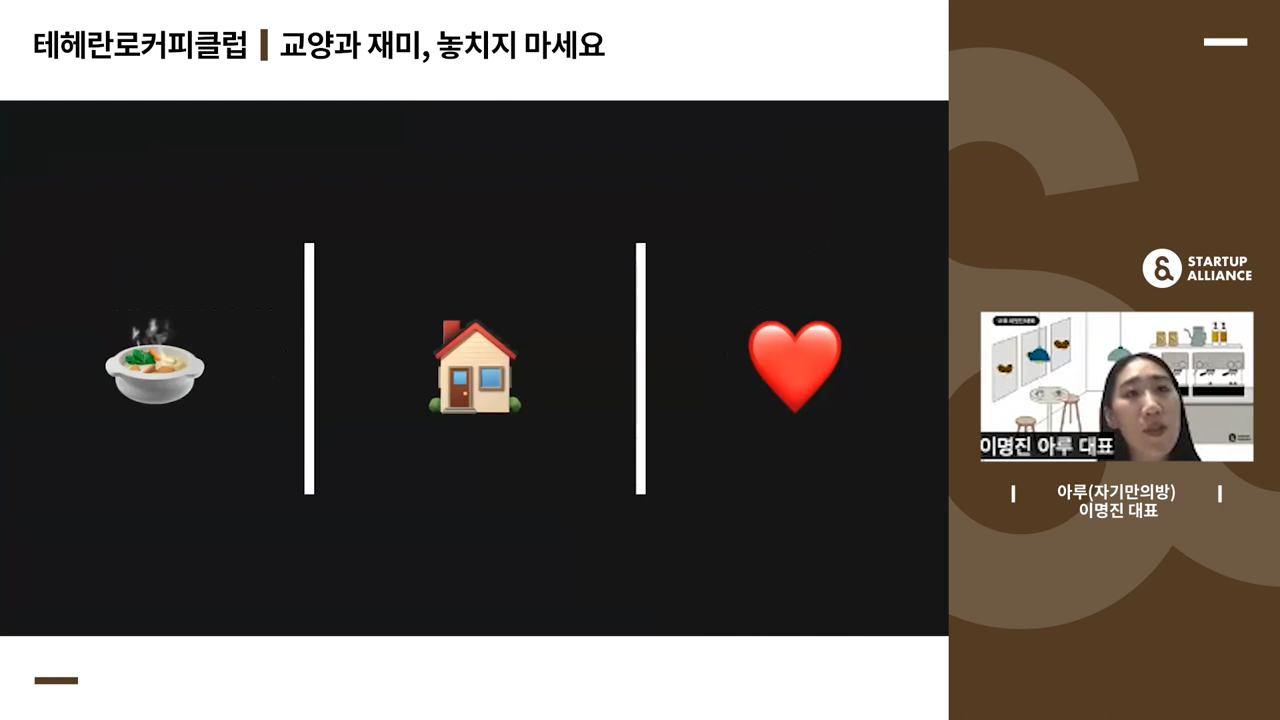 테헤란로커피클럽 | 교양과 재미, 놓치지 마세요
STARTUP
ALLIANCE
이명진 아루 대표
아루(자기만의방)
이명진 대표